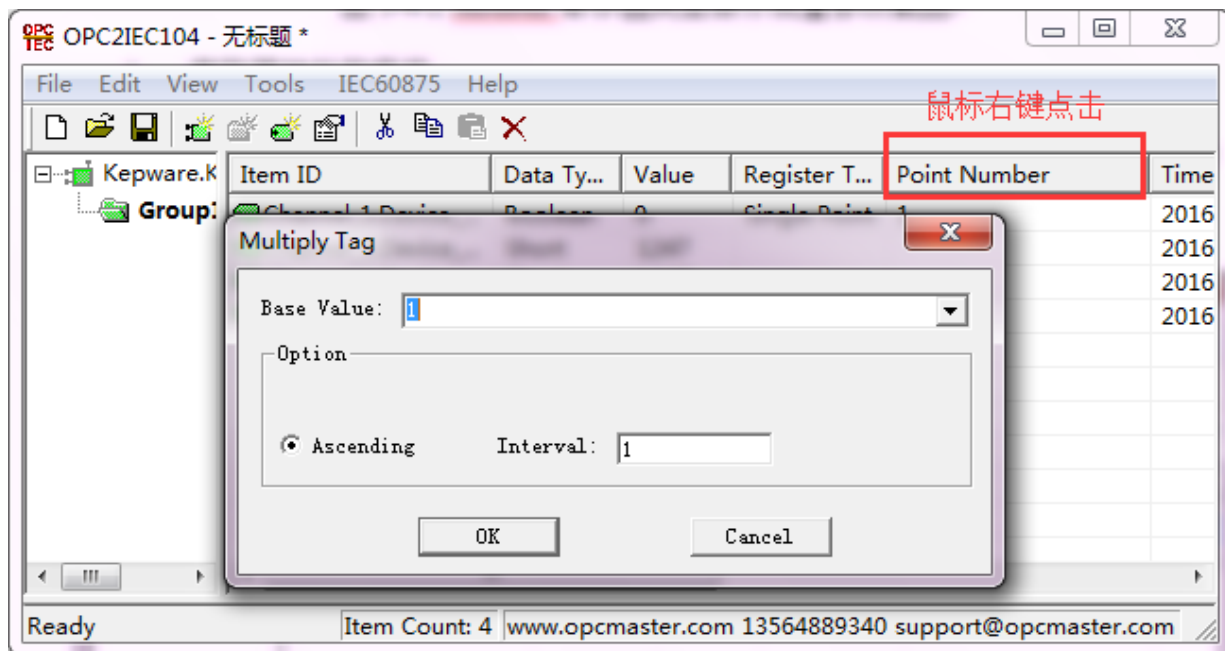 OPC2IEC104 - 无标题 *
File Edit View Tools IEC60875 Help
鼠标右键点击
Kepware.K
Item ID Data Ty... Value Register T... Point Number Time
Group
2016
Multiply Tag
2016
2016
Base Value: 1
2016
Option
Ascending Interval: 1
OK Cancel
Ready Item Count: 4 www.opcmaster.com 13564889340 support@opcmaster.com